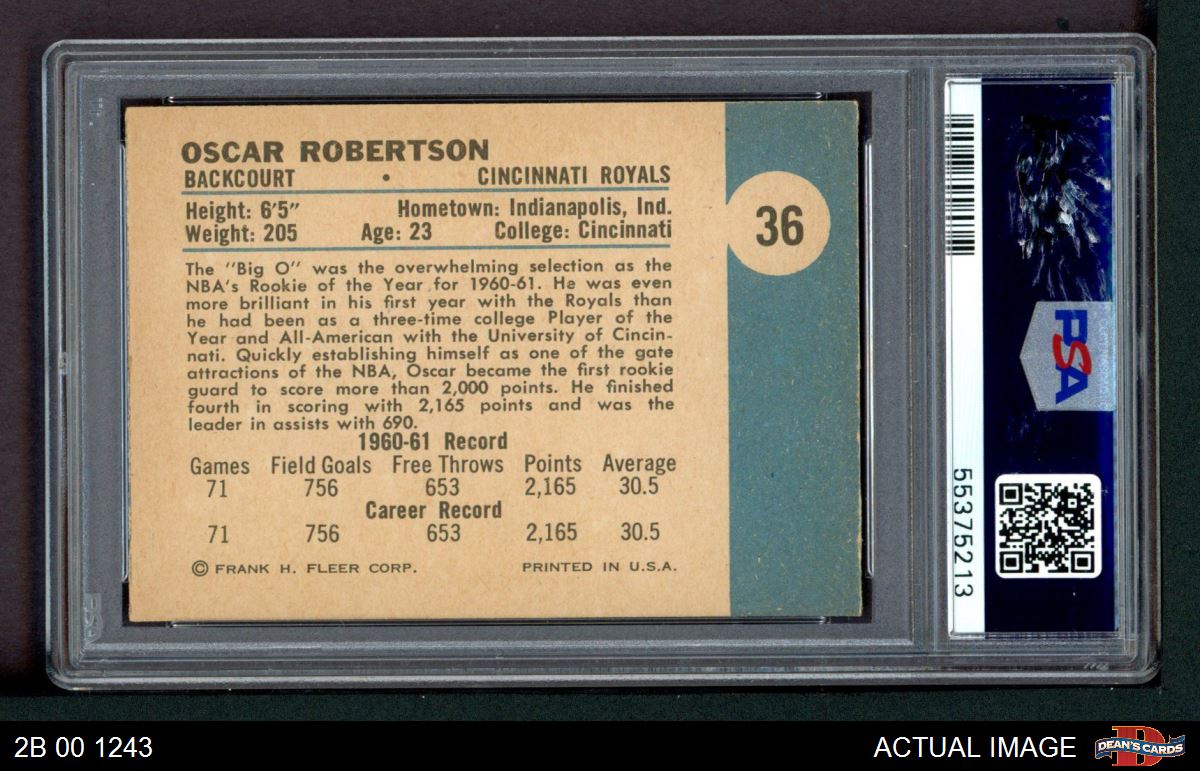 OSCAR ROBERTSON
BACKCOURT • CINCINNATI ROYALS
Height: 6'5" Hometown: Indianapolis, Ind.
Weight: 205 Age: 23 College: Cincinnati
36
The "Big O" was the overwhelming selection as the
NBA's Rookie of the Year for 1960-61. He was even
more brilliant in his first year with the Royals than
he had been as a three-time college Player of the
Year and All-American with the University of Cincin-
nati. Quickly establishing himself as one of the gate
attractions of the NBA, Oscar became the first rookie
guard to score more than 2,000 points. He finished
fourth in scoring with 2,165 points and was the
leader in assists with 690.
1960-61 Record
Games Field Goals Free Throws Points Average
71 756 653 2,165 30.5
Career Record
71 756 653 2,165 30.5
© FRANK H. FLEER CORP. PRINTED IN U.S.A.
PSA
55375213
2B 00 1243
ACTUAL IMAGE
DEAN'S CARDS